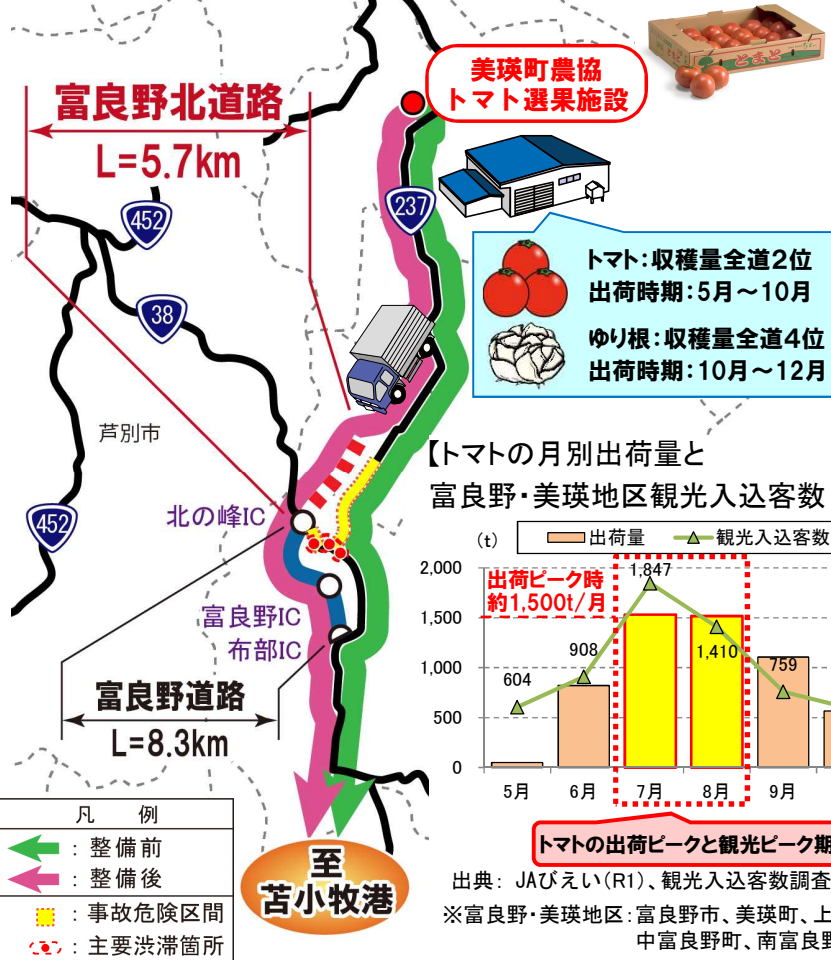 とまと
美瑛町農協
トマト選果施設
富良野北道路
L=5.7km
237
452
38
452
トマト:収穫量全道2位
出荷時期:5月～10月
ゆり根:収穫量全道4位
出荷時期:10月～12月
芦別市
北の峰IC
富良野IC
布部IC
富良野道路
L=8.3km
凡 例
:整備前
:整備後
:事故危険区間
:主要渋滞箇所
至
苫小牧港
【トマトの月別出荷量と
富良野・美瑛地区観光入込客数
(t)
出荷量
観光入込客数
2,000
1,500
1,000
500
0
出荷ピーク時
約1,500t/月
604
908
1,847
1,410
759
5月
6月
7月
8月
9月
トマトの出荷ピークと観光ピーク期
出典: JAびえい(R1)、観光入込客数調査
※富良野・美瑛地区:富良野市、美瑛町、上
中富良野町、南富良野